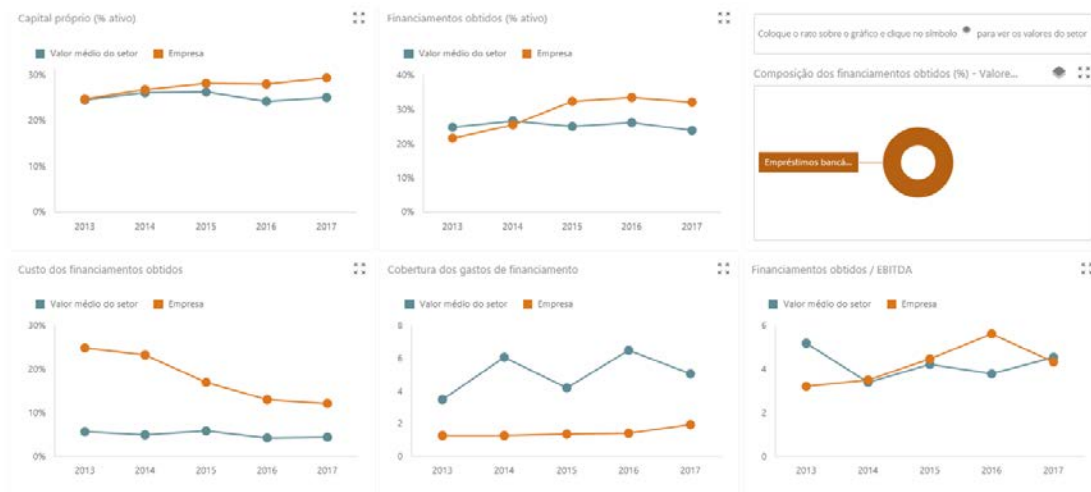 Capital próprio (% ativo)
Valor médio do setor Empresa
30%
20%
10%
0%
2013 2014 2015 2016 2017
Financiamentos obtidos (% ativo)
Valor médio do setor Empresa
40%
30%
20%
10%
0%
2013 2014 2015 2016 2017
Coloque o rato sobre o gráfico e clique no símbolo para ver os valores do setor
Composição dos financiamentos obtidos (%) - Valore...
Empréstimos bancá...
Custo dos financiamentos obtidos
Valor médio do setor Empresa
30%
20%
10%
0%
2013 2014 2015 2016 2017
Cobertura dos gastos de financiamento
Valor médio do setor Empresa
8
6
4
2
0
2013 2014 2015 2016 2017
Financiamentos obtidos / EBITDA
Valor médio do setor Empresa
6
4
2
0
2013 2014 2015 2016 2017